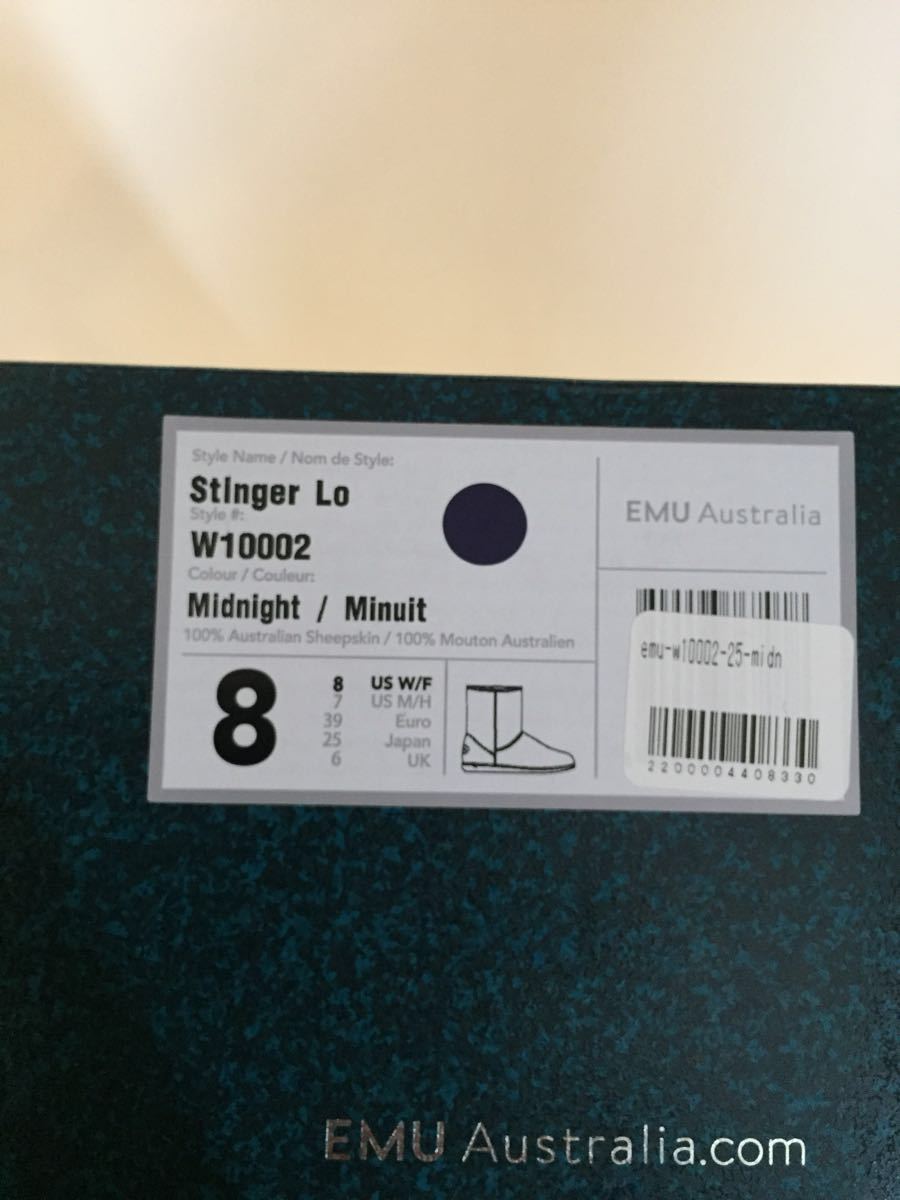 Style Name / Nom de Style:
StInger Lo
Style #:
W10002
Colour / Couleur:
Midnight / Minuit
100% Australian Sheepskin / 100% Mouton Australien
8
8 US W/F
7 US M/H
39 Euro
25 Japan
6 UK
EMU Australia
emu-w10002-25-midn
2200004408330
EMU Australia.com